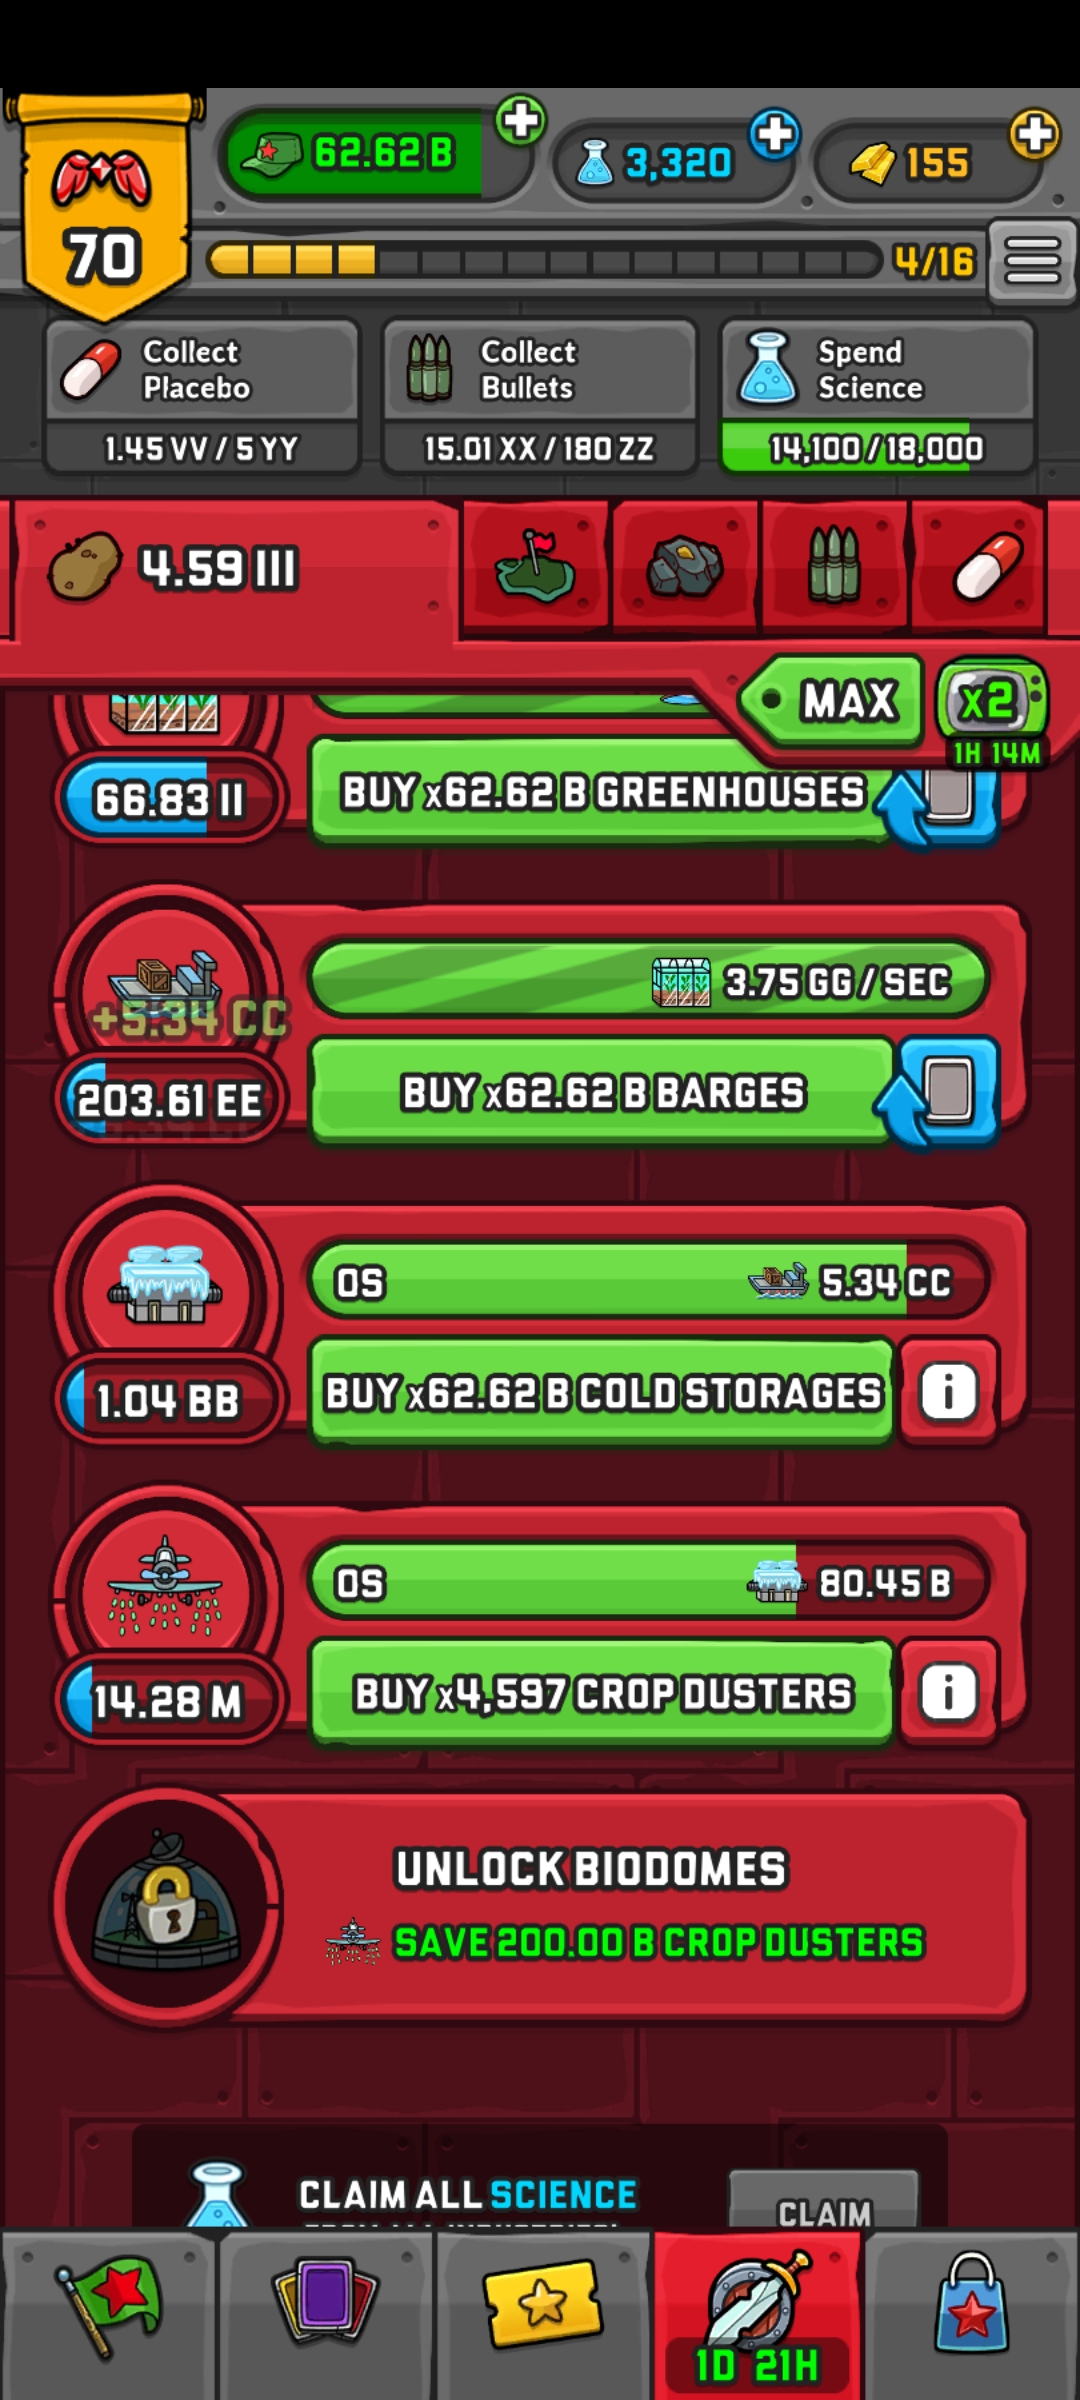 70
62.62 B
3,320
155
4/16
Collect
Placebo
1.45 VV / 5 YY
Collect
Bullets
15.01 XX / 180 ZZ
Spend
Science
14,100 / 18,000
4.59 III
MAX
x2
1H 14M
66.83 II
BUY x62.62 B GREENHOUSES
+5.34 CC
3.75 GG / SEC
203.61 EE
BUY x62.62 B BARGES
0S
5.34 CC
1.04 BB
BUY x62.62 B COLD STORAGES
i
0S
80.45 B
14.28 M
BUY x4,597 CROP DUSTERS
i
UNLOCK BIODOMES
SAVE 200.00 B CROP DUSTERS
CLAIM ALL SCIENCE
CLAIM
1D 21H